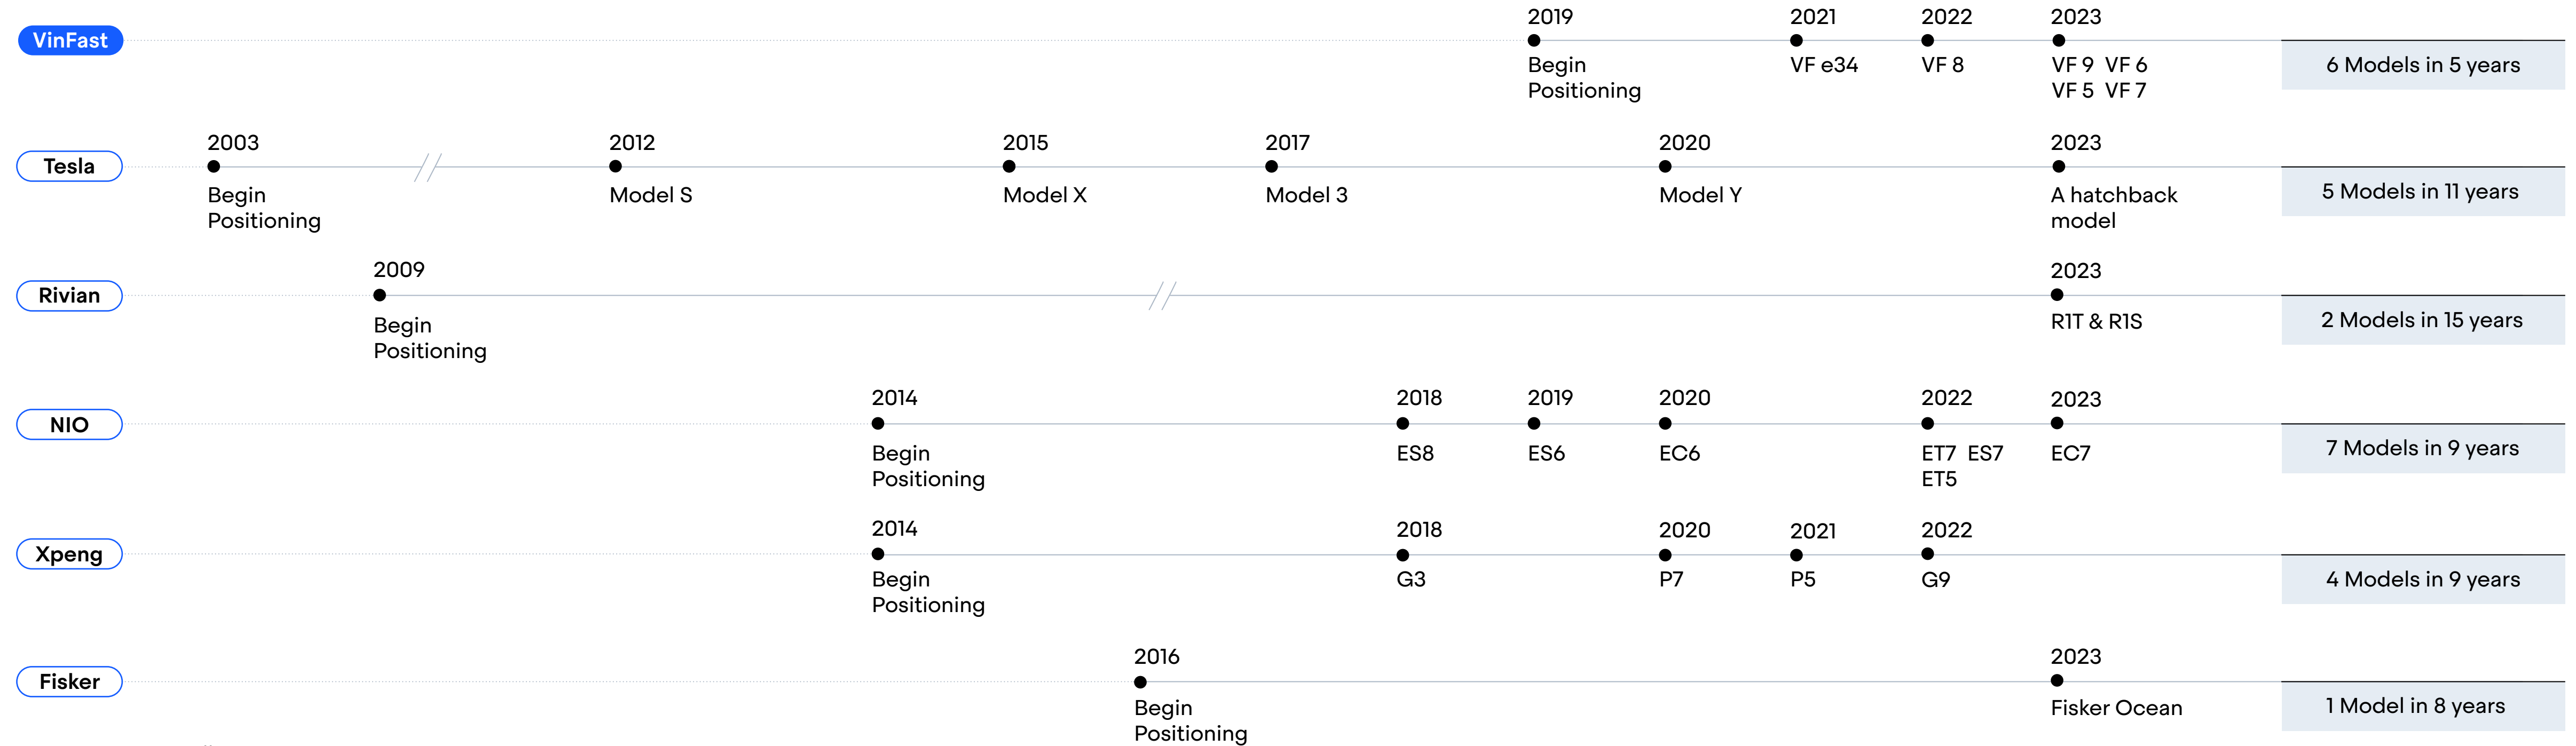 VinFast
2019
Begin
Positioning
2021
VF e34
2022
VF 8
2023
VF 9 VF 6
VF 5 VF 7
6 Models in 5 years
Tesla
2003
Begin
Positioning
2012
Model S
2015
Model X
2017
Model 3
2020
Model Y
2023
A hatchback
model
5 Models in 11 years
Rivian
2009
Begin
Positioning
2023
R1T & R1S
2 Models in 15 years
NIO
2014
Begin
Positioning
2018
ES8
2019
ES6
2020
EC6
2022
ET7 ES7
ET5
2023
EC7
7 Models in 9 years
Xpeng
2014
Begin
Positioning
2018
G3
2020
P7
2021
P5
2022
G9
4 Models in 9 years
Fisker
2016
Begin
Positioning
2023
Fisker Ocean
1 Model in 8 years